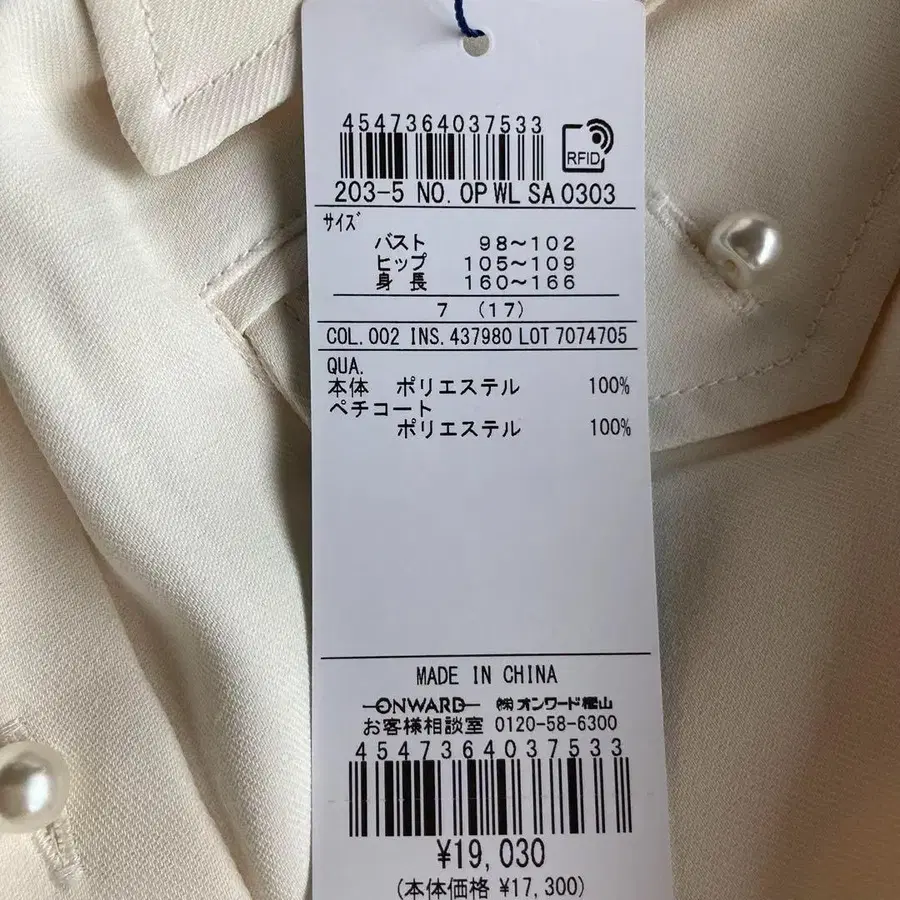 4547364037533
RFID
203-5 NO. OP WL SA 0303
サイズ
バスト 98～102
ヒップ 105～109
身長 160～166
7 (17)
COL.002 INS.437980 LOT 7074705
QUA.
本体 ポリエステル 100%
ペチコート
ポリエステル 100%
MADE IN CHINA
ONWARD ㈱オンワード樫山
お客様相談室 0120-58-6300
4547364037533
¥19,030
(本体価格 ¥17,300)